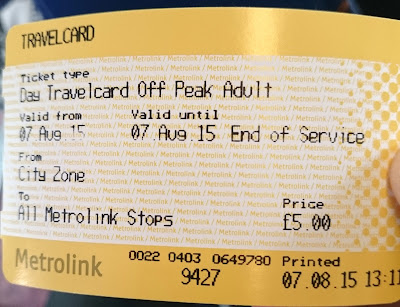 TRAVELCARD
Ticket type
Day Travelcard Off Peak Adult
Valid from Valid until
07 Aug 15 07 Aug 15 End of Service
From
City Zone
To Price
All Metrolink Stops £5.00
0022 0403 0649780 Printed
Metrolink 9427 07.08.15 13:11